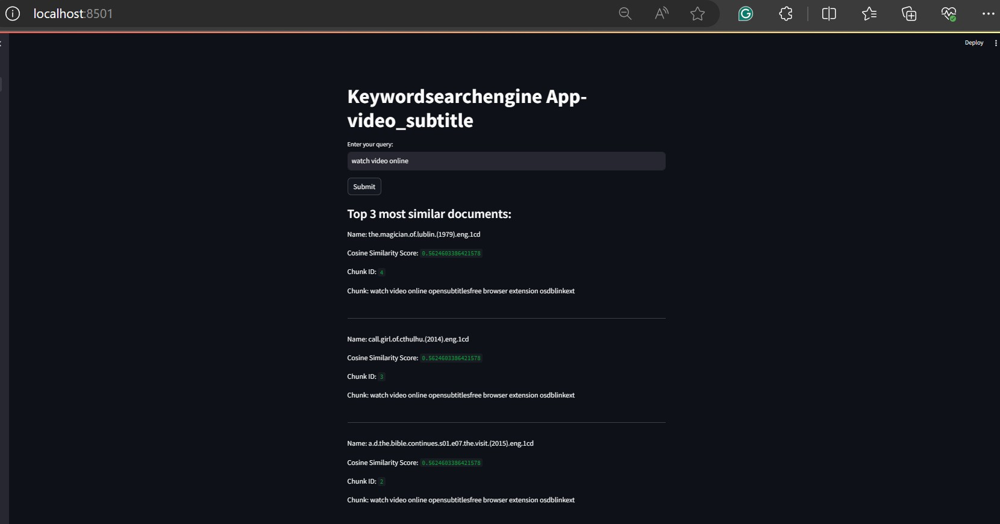 localhost:8501
Deploy
Keywordsearchengine App-
video_subtitle
Enter your query:
watch video online
Submit
Top 3 most similar documents:
Name: the.magician.of.lublin.(1979).eng.1cd
Cosine Similarity Score: 0.5624603386421578
Chunk ID: 4
Chunk: watch video online opensubtitlesfree browser extension osdblinkext
Name: call.girl.of.cthulhu.(2014).eng.1cd
Cosine Similarity Score: 0.5624603386421578
Chunk ID: 3
Chunk: watch video online opensubtitlesfree browser extension osdblinkext
Name: a.d.the.bible.continues.s01.e07.the.visit.(2015).eng.1cd
Cosine Similarity Score: 0.5624603386421578
Chunk ID: 2
Chunk: watch video online opensubtitlesfree browser extension osdblinkext